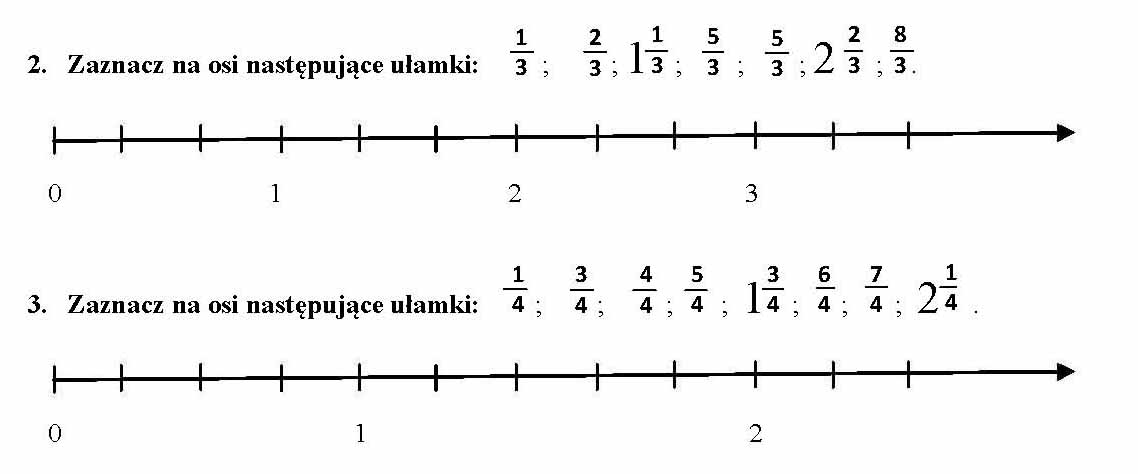 2. Zaznacz na osi następujące ułamki: 1/3 ; 2/3 ; 1 1/3 ; 5/3 ; 5/3 ; 2 2/3 ; 8/3 .
0 1 2 3
3. Zaznacz na osi następujące ułamki: 1/4 ; 3/4 ; 4/4 ; 5/4 ; 1 3/4 ; 6/4 ; 7/4 ; 2 1/4 .
0 1 2